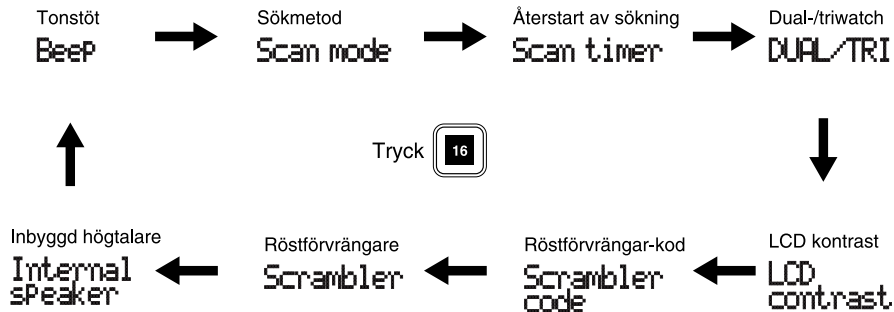 Tonstöt
Beep
Sökmetod
Scan mode
Återstart av sökning
Scan timer
Dual-/triwatch
DUAL/TRI
Tryck 16
Inbyggd högtalare
Internal
speaker
Röstförvrängare
Scrambler
Röstförvrängar-kod
Scrambler
code
LCD kontrast
LCD
contrast